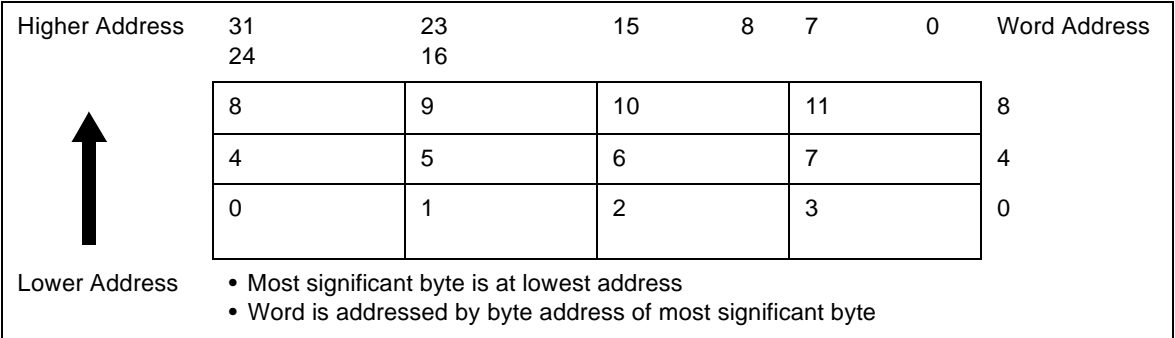 Higher Address 31 23 15 8 7 0 Word Address
24 16
8 9 10 11 8
4 5 6 7 4
0 1 2 3 0
Lower Address • Most significant byte is at lowest address
• Word is addressed by byte address of most significant byte